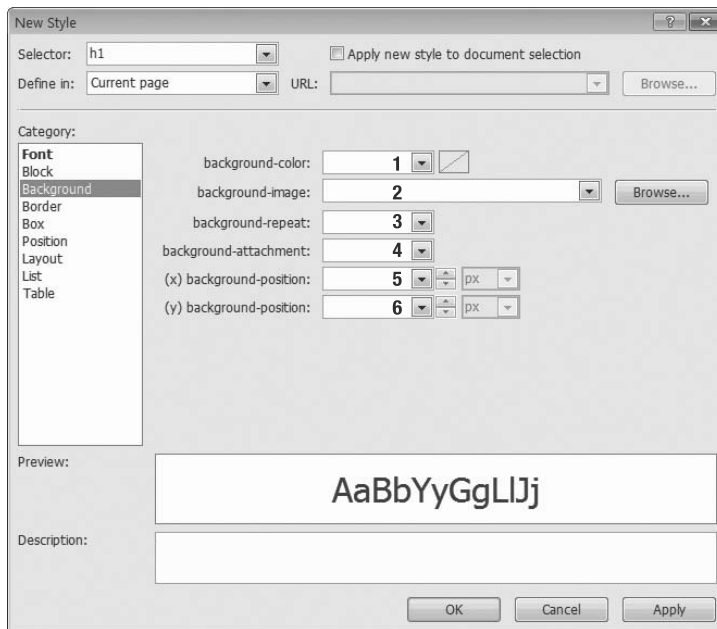 New Style
Selector: h1 Apply new style to document selection
Define in: Current page URL: Browse...
Category:
Font
Block
Background
Border
Box
Position
Layout
List
Table
background-color: 1
background-image: 2 Browse...
background-repeat: 3
background-attachment: 4
(x) background-position: 5 px
(y) background-position: 6 px
Preview:
AaBbYyGgLlJj
Description:
OK Cancel Apply